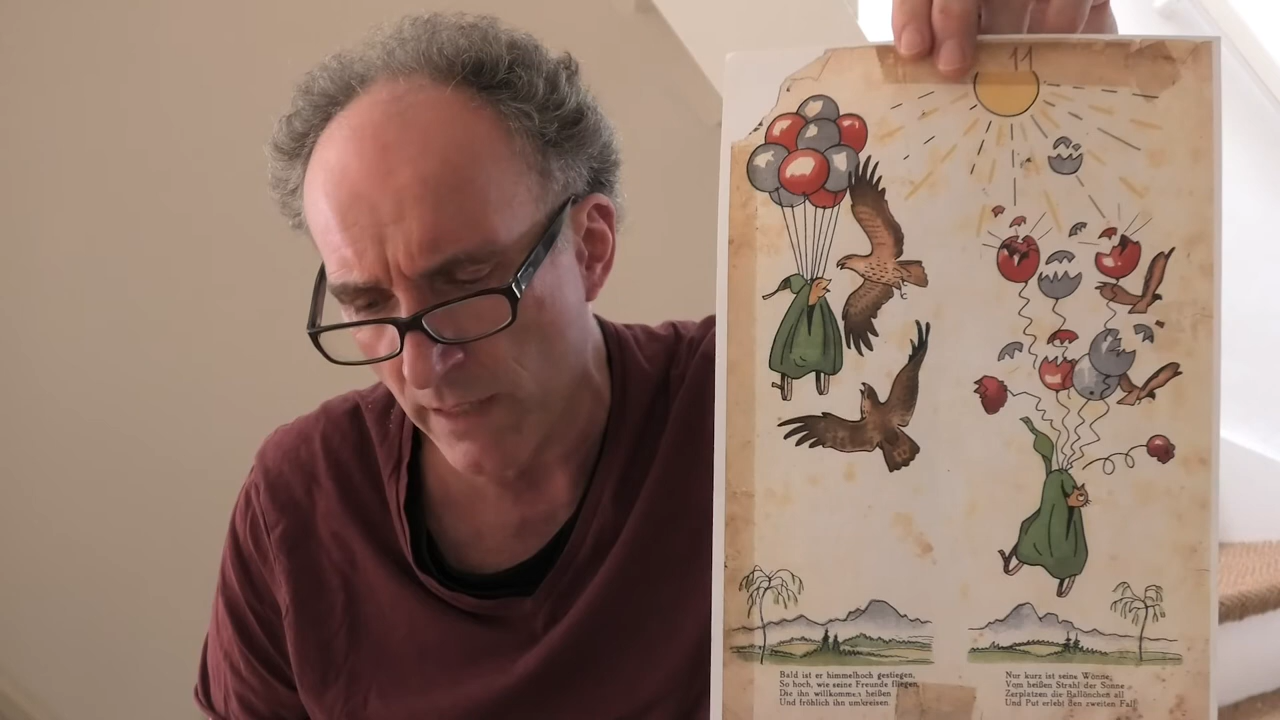 11
Bald ist er himmelhoch gestiegen,
So hoch, wie seine Freunde fliegen,
Die ihn willkommen heißen
Und fröhlich ihn umkreisen.
Nur kurz ist seine Wonne,
Vom heißen Strahl der Sonne
Zerplatzen die Ballönchen all
Und Put erlebt den zweiten Fall